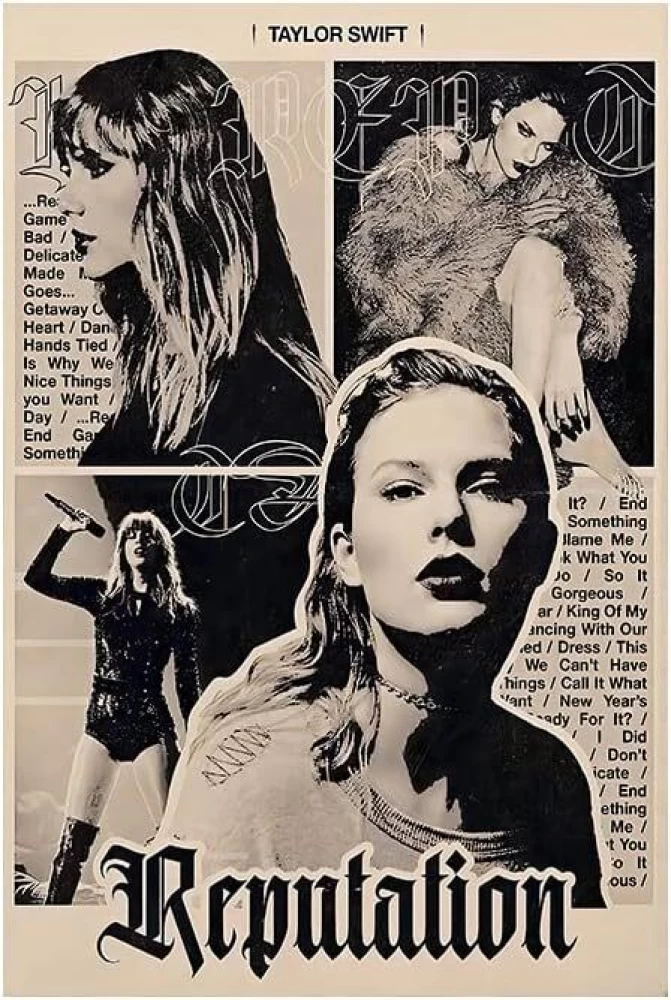 | TAYLOR SWIFT |
REP
...Re
Game
Bad /
Delicate
Made
Goes...
Getaway
Heart / Dan
Hands Tied /
Is Why We
Nice Things
you Want /
Day / ...Re
End Ga
Somethi
It? / End
Something
Blame Me /
k What You
Do / So It
Gorgeous /
ar / King Of My
ancing With Our
ied / Dress / This
We Can't Have
Things / Call It What
Want / New Year's
eady For It? /
/ I Did
/ Don't
icate /
/ End
ething
Me /
t You
o It
ous /
Reputation